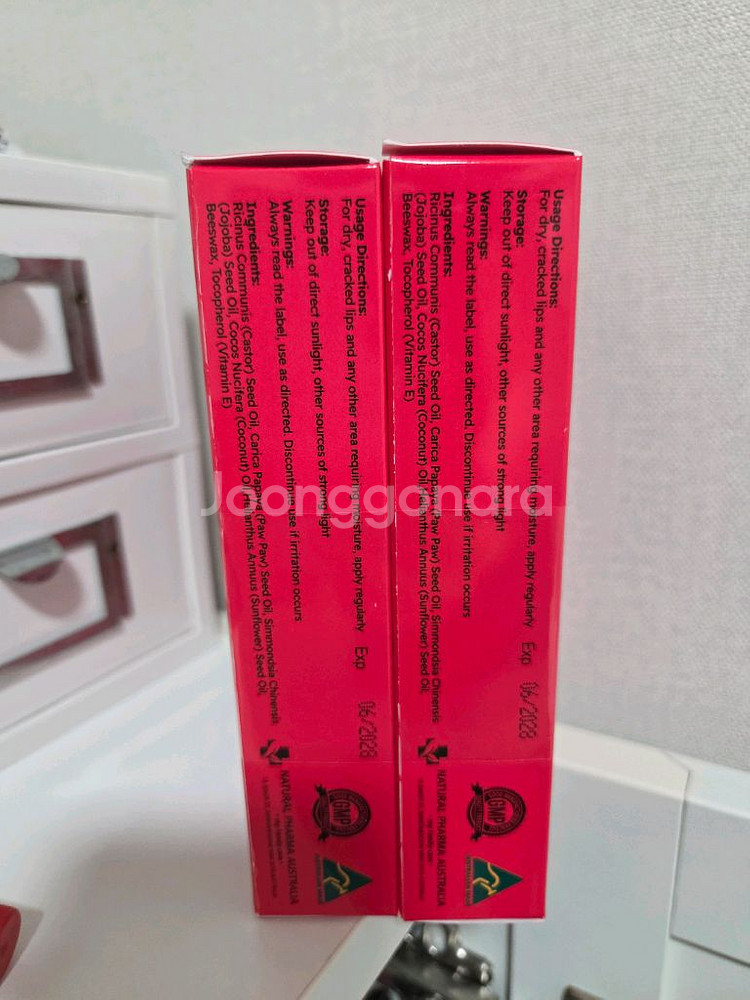 Usage Directions:
For dry, cracked lips and any other area requiring moisture, apply regularly
Storage:
Keep out of direct sunlight, other sources of strong light
Warnings:
Always read the label, use as directed. Discontinue use if irritation occurs
Ingredients:
Ricinus Communis (Castor) Seed Oil, Carica Papaya (Paw Paw) Seed Oil, Simmondsia Chinensis
(Jojoba) Seed Oil, Cocos Nucifera (Coconut) Oil, Helianthus Annuus (Sunflower) Seed Oil,
Beeswax, Tocopherol (Vitamin E)
Exp 06/2028
GMP
NATURAL PHARMA AUSTRALIA
Usage Directions:
For dry, cracked lips and any other area requiring moisture, apply regularly
Storage:
Keep out of direct sunlight, other sources of strong light
Warnings:
Always read the label, use as directed. Discontinue use if irritation occurs
Ingredients:
Ricinus Communis (Castor) Seed Oil, Carica Papaya (Paw Paw) Seed Oil, Simmondsia Chinensis
(Jojoba) Seed Oil, Cocos Nucifera (Coconut) Oil, Helianthus Annuus (Sunflower) Seed Oil,
Beeswax, Tocopherol (Vitamin E)
Exp 06/2028
GMP
NATURAL PHARMA AUSTRALIA
Joonggonara